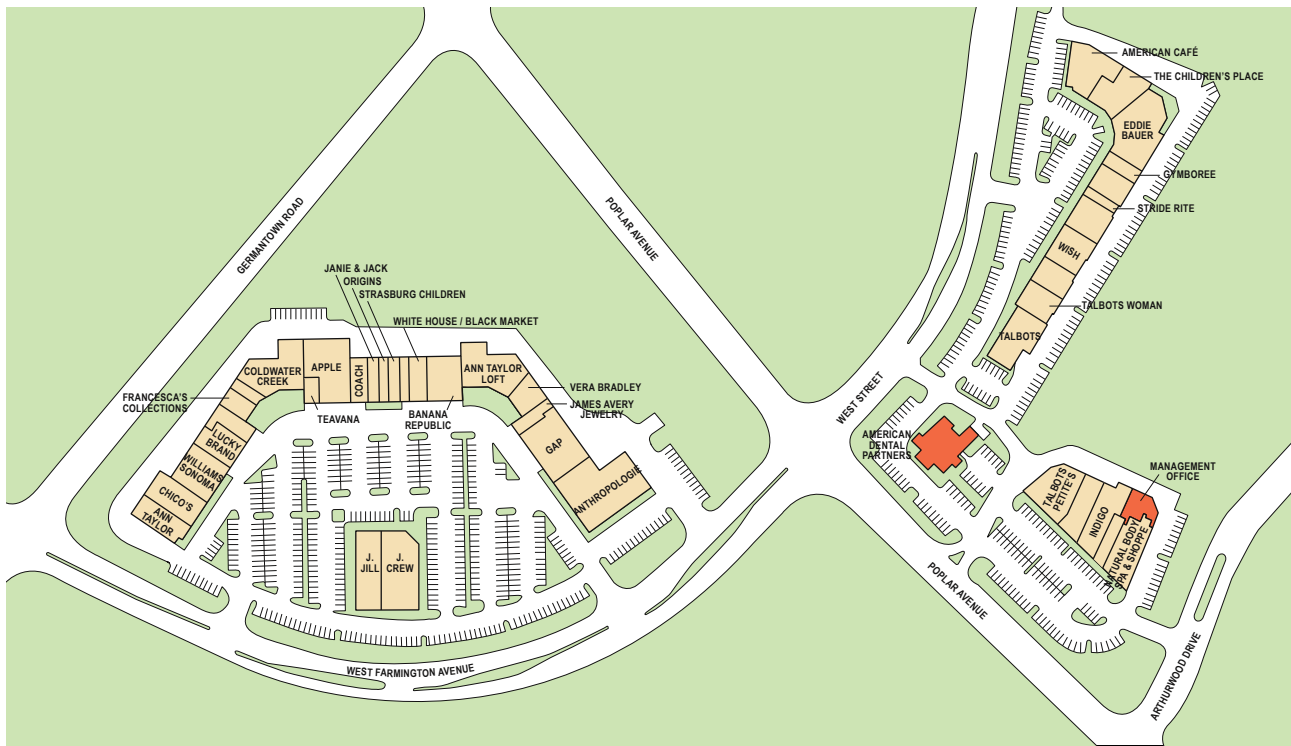 AMERICAN CAFÉ
THE CHILDREN'S PLACE
EDDIE
BAUER
GYMBOREE
STRIDE RITE
WISH
TALBOTS WOMAN
TALBOTS
GERMANTOWN ROAD
POPLAR AVENUE
JANIE & JACK
ORIGINS
STRASBURG CHILDREN
WHITE HOUSE / BLACK MARKET
COLDWATER
CREEK
APPLE
COACH
ANN TAYLOR
LOFT
VERA BRADLEY
JAMES AVERY
JEWELRY
FRANCESCA'S
COLLECTIONS
TEAVANA
BANANA
REPUBLIC
LUCKY
BRAND
WILLIAMS
SONOMA
CHICO'S
ANN
TAYLOR
GAP
ANTHROPOLOGIE
J.
JILL
J.
CREW
WEST FARMINGTON AVENUE
WEST STREET
AMERICAN
DENTAL
PARTNERS
MANAGEMENT
OFFICE
TALBOTS
PETITE'S
INDIGO
NATURAL BODY
SPA & SHOPPE
POPLAR AVENUE
ARTHURWOOD DRIVE